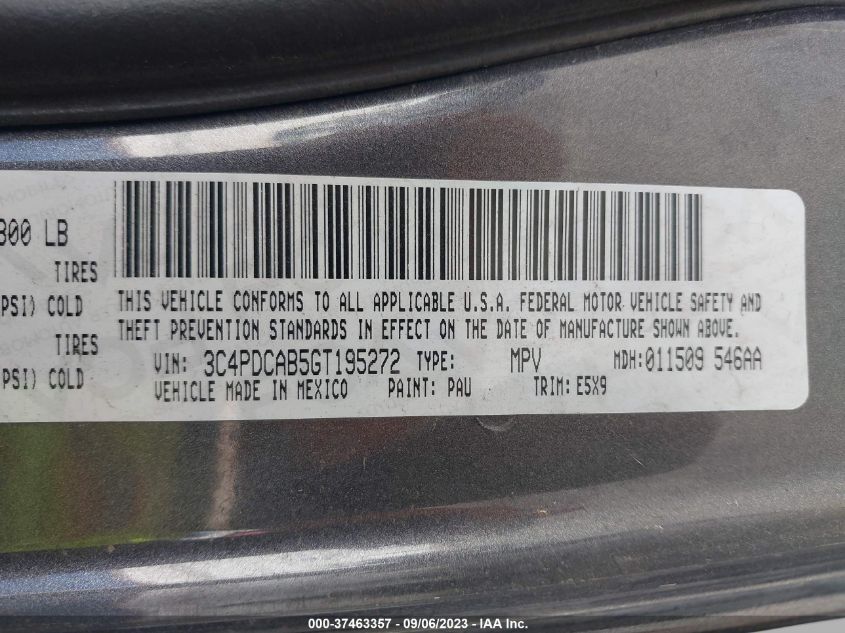 800 LB
TIRES
PSI) COLD
TIRES
PSI) COLD
THIS VEHICLE CONFORMS TO ALL APPLICABLE U.S.A. FEDERAL MOTOR VEHICLE SAFETY AND
THEFT PREVENTION STANDARDS IN EFFECT ON THE DATE OF MANUFACTURE SHOWN ABOVE.
VIN: 3C4PDCAB5GT195272 TYPE: MPV MDH:011509 546AA
VEHICLE MADE IN MEXICO PAINT: PAU TRIM: E5X9
000-37463357 - 09/06/2023 - IAA Inc.